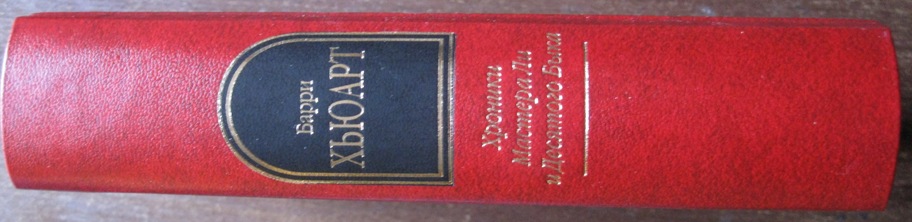 Барри
ХЬЮАРТ
Хроники
Мастера Ли
и Десятого Быка